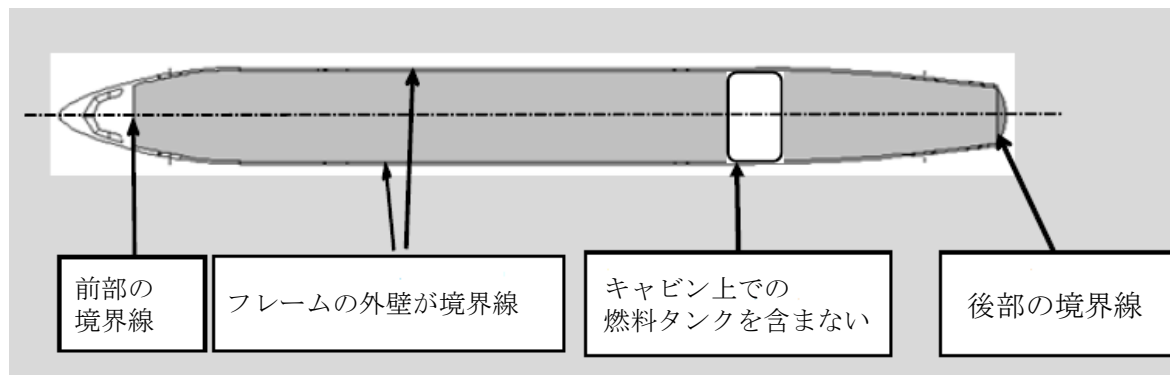 前部の
境界線
フレームの外壁が境界線
キャビン上での
燃料タンクを含まない
後部の境界線